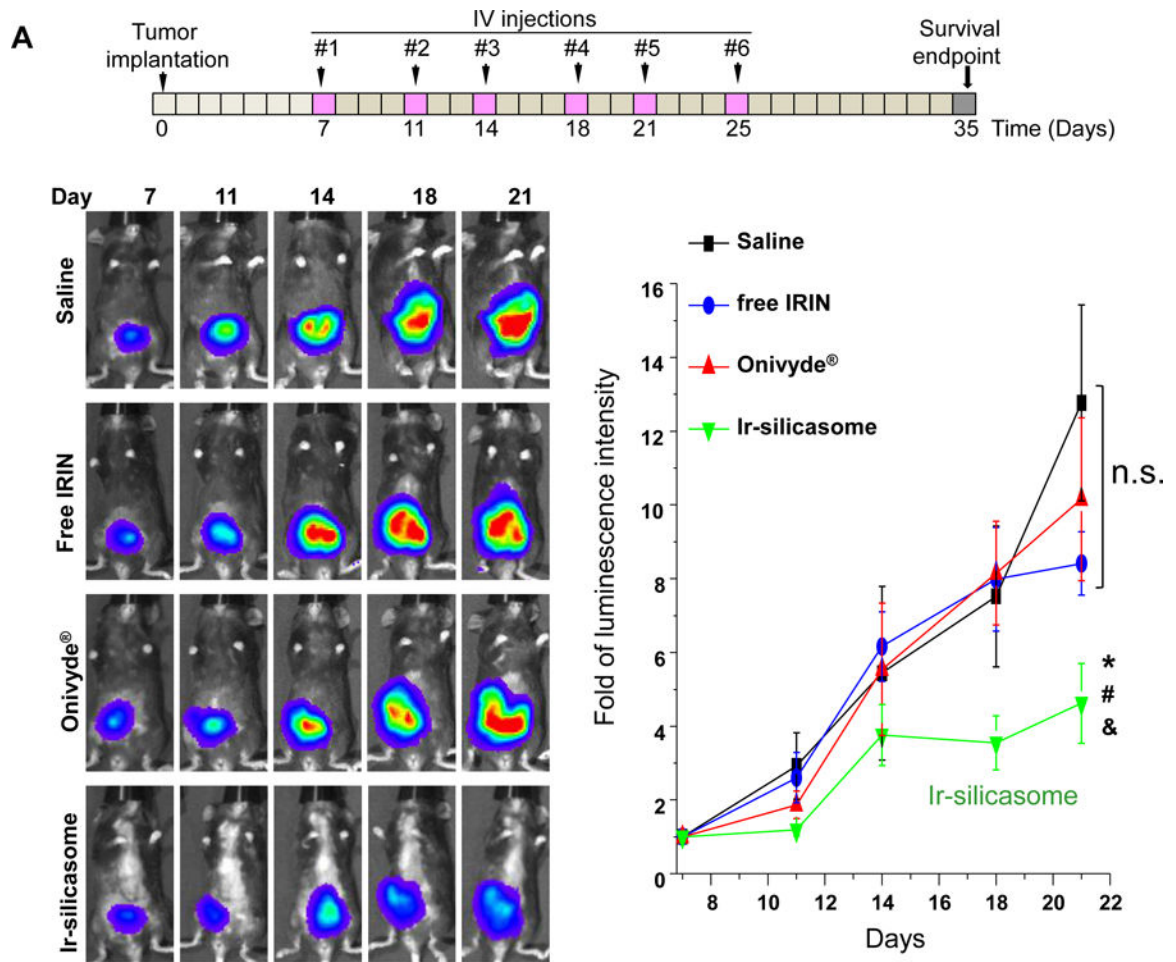 A
IV injections
Tumor implantation
#1 #2 #3 #4 #5 #6
Survival endpoint
0 7 11 14 18 21 25 35 Time (Days)
Day 7 11 14 18 21
Saline
Free IRIN
Onivyde®
Ir-silicasome
Saline
free IRIN
Onivyde®
Ir-silicasome
Fold of luminescence intensity
16
14
12
10
8
6
4
2
0
n.s.
*
#
&
Ir-silicasome
8 10 12 14 16 18 20 22
Days